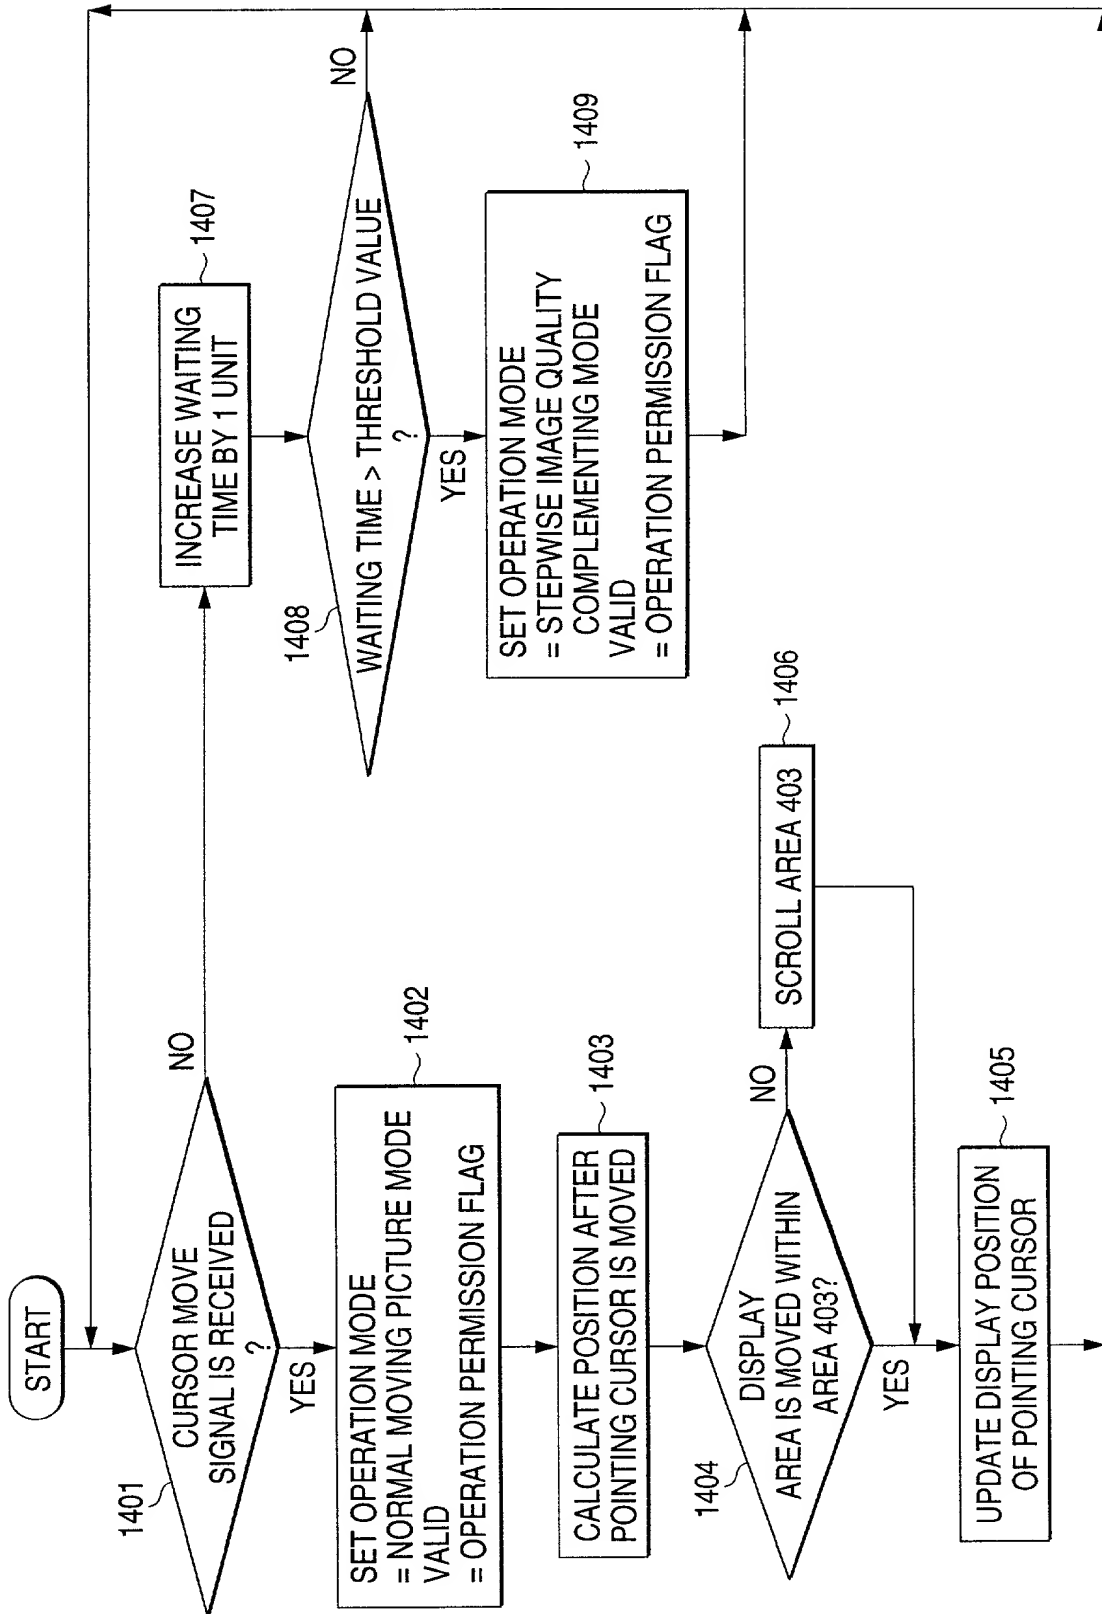 START
1401
CURSOR MOVE
SIGNAL IS RECEIVED
?
NO
YES
SET OPERATION MODE
= NORMAL MOVING PICTURE MODE
VALID
= OPERATION PERMISSION FLAG
1402
CALCULATE POSITION AFTER
POINTING CURSOR IS MOVED
1403
1404
DISPLAY
AREA IS MOVED WITHIN
AREA 403?
NO
YES
SCROLL AREA 403
1406
UPDATE DISPLAY POSITION
OF POINTING CURSOR
1405
INCREASE WAITING
TIME BY 1 UNIT
1407
1408
WAITING TIME > THRESHOLD VALUE
?
NO
YES
SET OPERATION MODE
= STEPWISE IMAGE QUALITY
COMPLEMENTING MODE
VALID
= OPERATION PERMISSION FLAG
1409